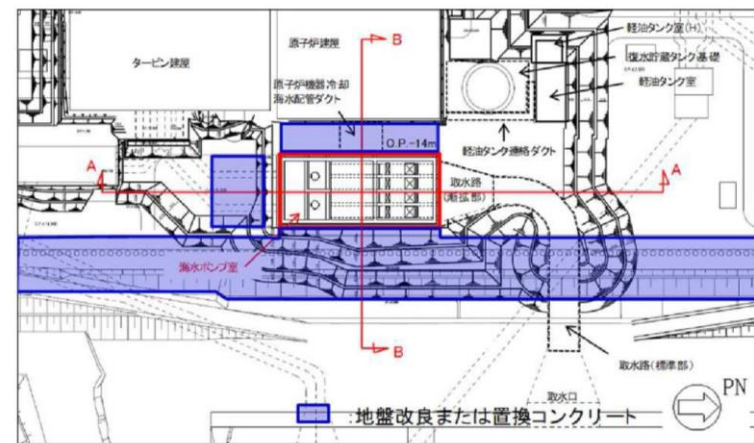 原子炉建屋
B
軽油タンク室(H)
タービン建屋
復水貯蔵タンク基礎
原子炉機器冷却
海水配管ダクト
軽油タンク室
O.P.-14m
軽油タンク連絡ダクト
A
A
取水路
(漸拡部)
海水ポンプ室
B
取水路(標準部)
PN
取水口
:地盤改良または置換コンクリート